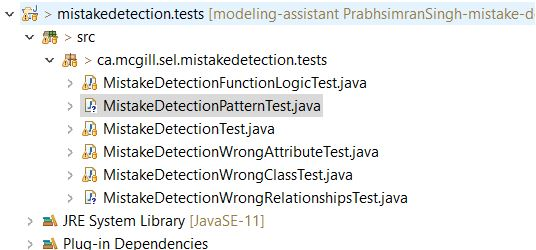 > mistakedetection.tests [modeling-assistant PrabhsimranSingh-mistake-d
> src
> ca.mcgill.sel.mistakedetection.tests
> MistakeDetectionFunctionLogicTest.java
> MistakeDetectionPatternTest.java
> MistakeDetectionTest.java
> MistakeDetectionWrongAttributeTest.java
> MistakeDetectionWrongClassTest.java
> MistakeDetectionWrongRelationshipsTest.java
> JRE System Library [JavaSE-11]
> Plug-in Dependencies